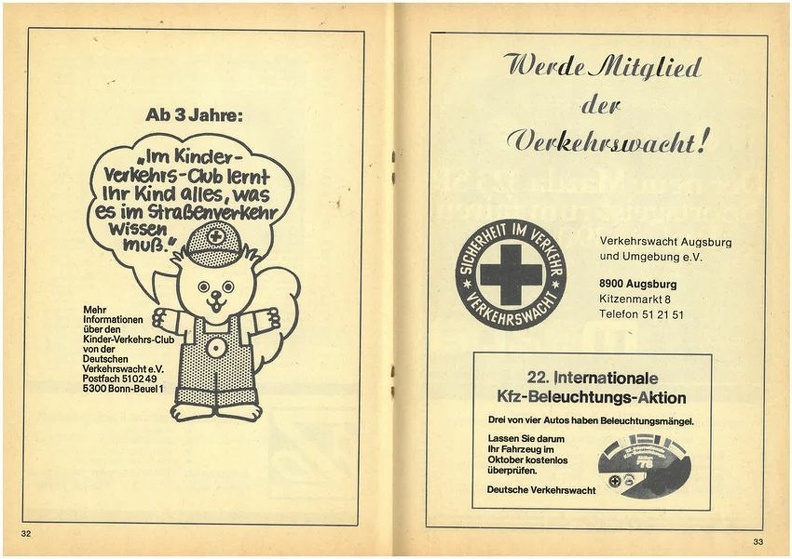 Ab 3 Jahre:
„Im Kinder-
Verkehrs-Club lernt
Ihr Kind alles, was
es im Straßenverkehr
wissen
muß."
Mehr
Informationen
über den
Kinder-Verkehrs-Club
von der
Deutschen
Verkehrswacht e.V.
Postfach 510249
5300 Bonn-Beuel 1
32
Werde Mitglied
der
Verkehrswacht!
SICHERHEIT IM VERKEHR
VERKEHRSWACHT
Verkehrswacht Augsburg
und Umgebung e.V.
8900 Augsburg
Kitzenmarkt 8
Telefon 51 21 51
22. Internationale
Kfz-Beleuchtungs-Aktion
Drei von vier Autos haben Beleuchtungsmängel.
Lassen Sie darum
Ihr Fahrzeug im
Oktober kostenlos
überprüfen.
Deutsche Verkehrswacht
'78
33